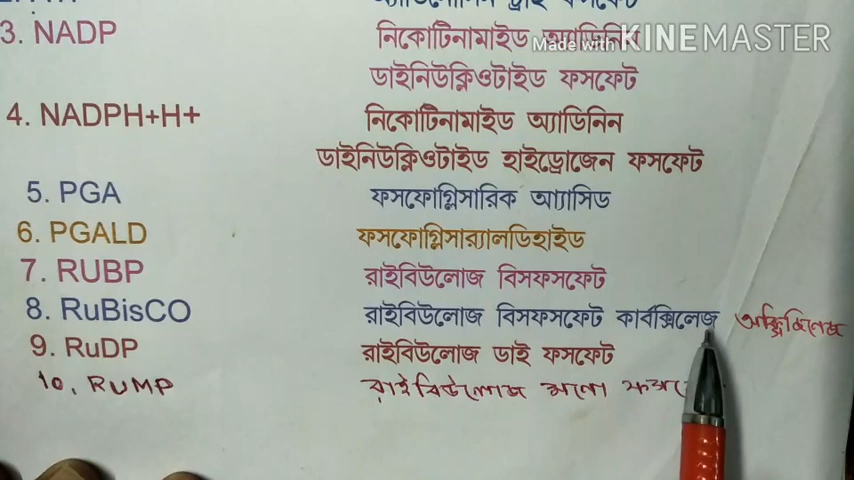 3. NADP নিকোটিনামাইড অ্যাডিনিন
Made with KINEMASTER
ডাইনিউক্লিওটাইড ফসফেট
4. NADPH+H+ নিকোটিনামাইড অ্যাডিনিন
ডাইনিউক্লিওটাইড হাইড্রোজেন ফসফেট
5. PGA ফসফোগ্লিসারিক অ্যাসিড
6. PGALD ফসফোগ্লিসার‍্যালডিহাইড
7. RUBP রাইবিউলোজ বিসফসফেট
8. RuBisCO রাইবিউলোজ বিসফসফেট কার্বক্সিলেজ অক্সিজিনেজ
9. RuDP রাইবিউলোজ ডাই ফসফেট
10. RUMP রাইবিউলোজ মনো